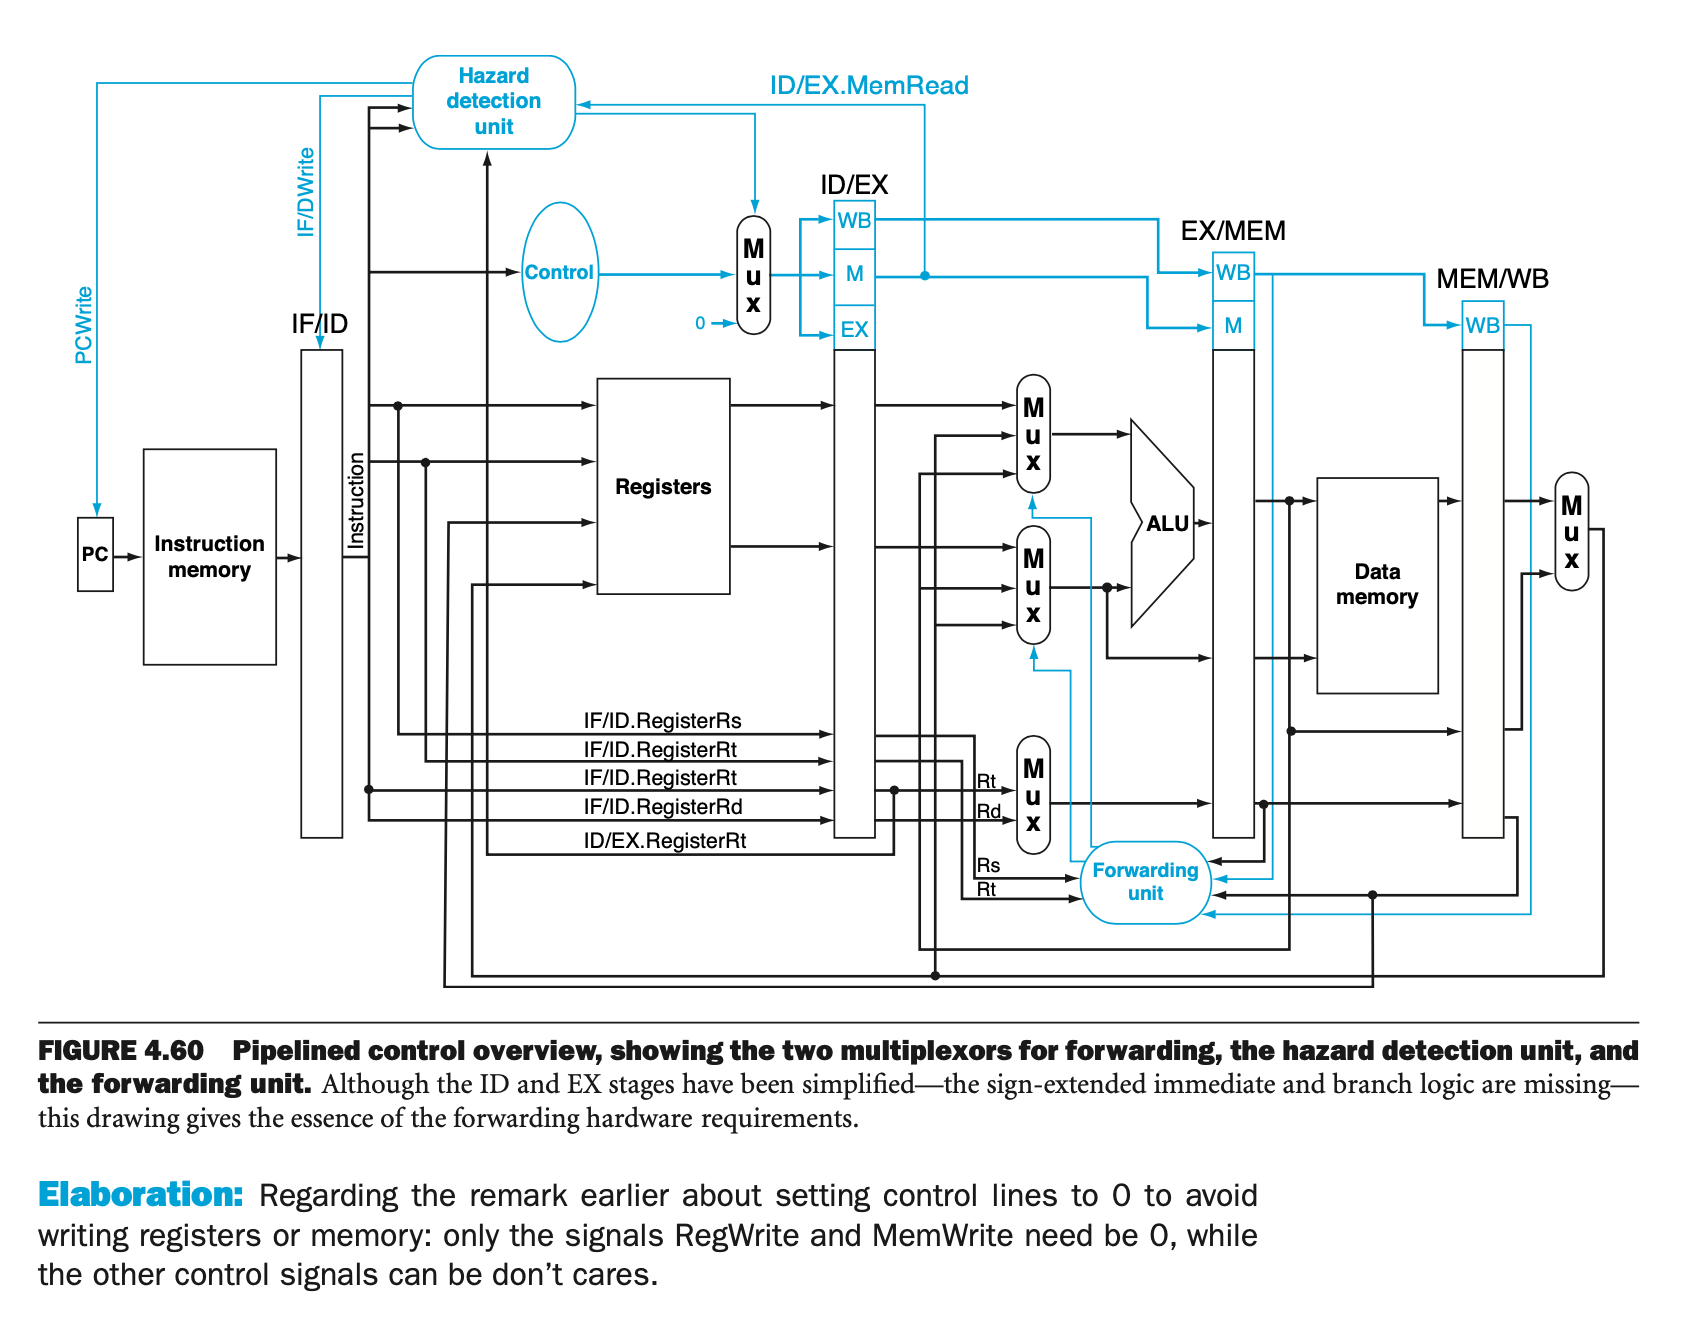 Hazard
detection
unit
ID/EX.MemRead
IF/DWrite
PCWrite
ID/EX
WB
M
EX
Control
M
u
x
0
EX/MEM
WB
M
MEM/WB
WB
IF/ID
Instruction
PC
Instruction
memory
Registers
M
u
x
M
u
x
ALU
Data
memory
M
u
x
IF/ID.RegisterRs
IF/ID.RegisterRt
IF/ID.RegisterRt
IF/ID.RegisterRd
ID/EX.RegisterRt
Rt
Rd
M
u
x
Rs
Rt
Forwarding
unit
FIGURE 4.60 Pipelined control overview, showing the two multiplexors for forwarding, the hazard detection unit, and
the forwarding unit. Although the ID and EX stages have been simplified—the sign-extended immediate and branch logic are missing—
this drawing gives the essence of the forwarding hardware requirements.
Elaboration: Regarding the remark earlier about setting control lines to 0 to avoid
writing registers or memory: only the signals RegWrite and MemWrite need be 0, while
the other control signals can be don't cares.